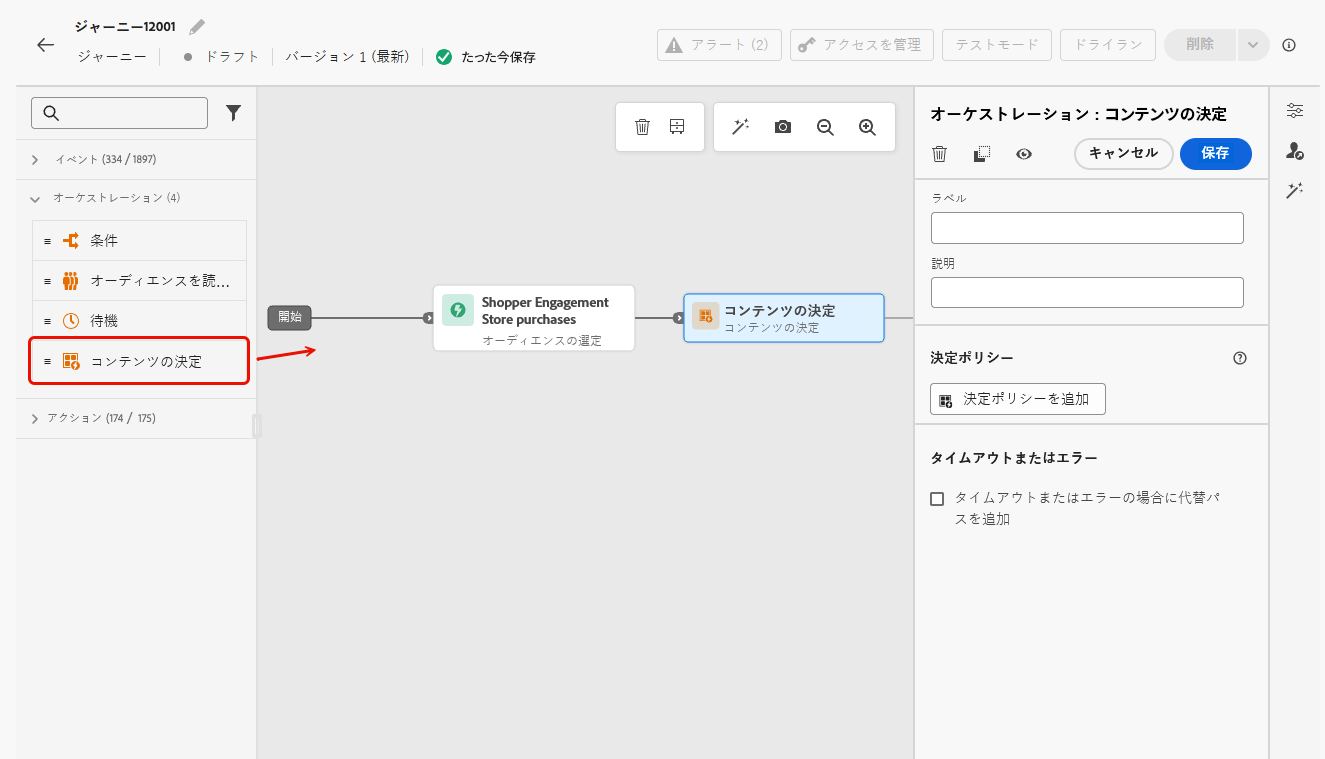 ジャーニー12001
ジャーニー ドラフト バージョン 1 (最新) たった今保存
アラート (2) アクセスを管理 テストモード ドライラン 削除
イベント (334 / 1897)
オーケストレーション (4)
条件
オーディエンスを読...
待機
コンテンツの決定
アクション (174 / 175)
開始
Shopper Engagement
Store purchases
オーディエンスの選定
コンテンツの決定
コンテンツの決定
オーケストレーション : コンテンツの決定
キャンセル 保存
ラベル
説明
決定ポリシー
決定ポリシーを追加
タイムアウトまたはエラー
タイムアウトまたはエラーの場合に代替パ
スを追加